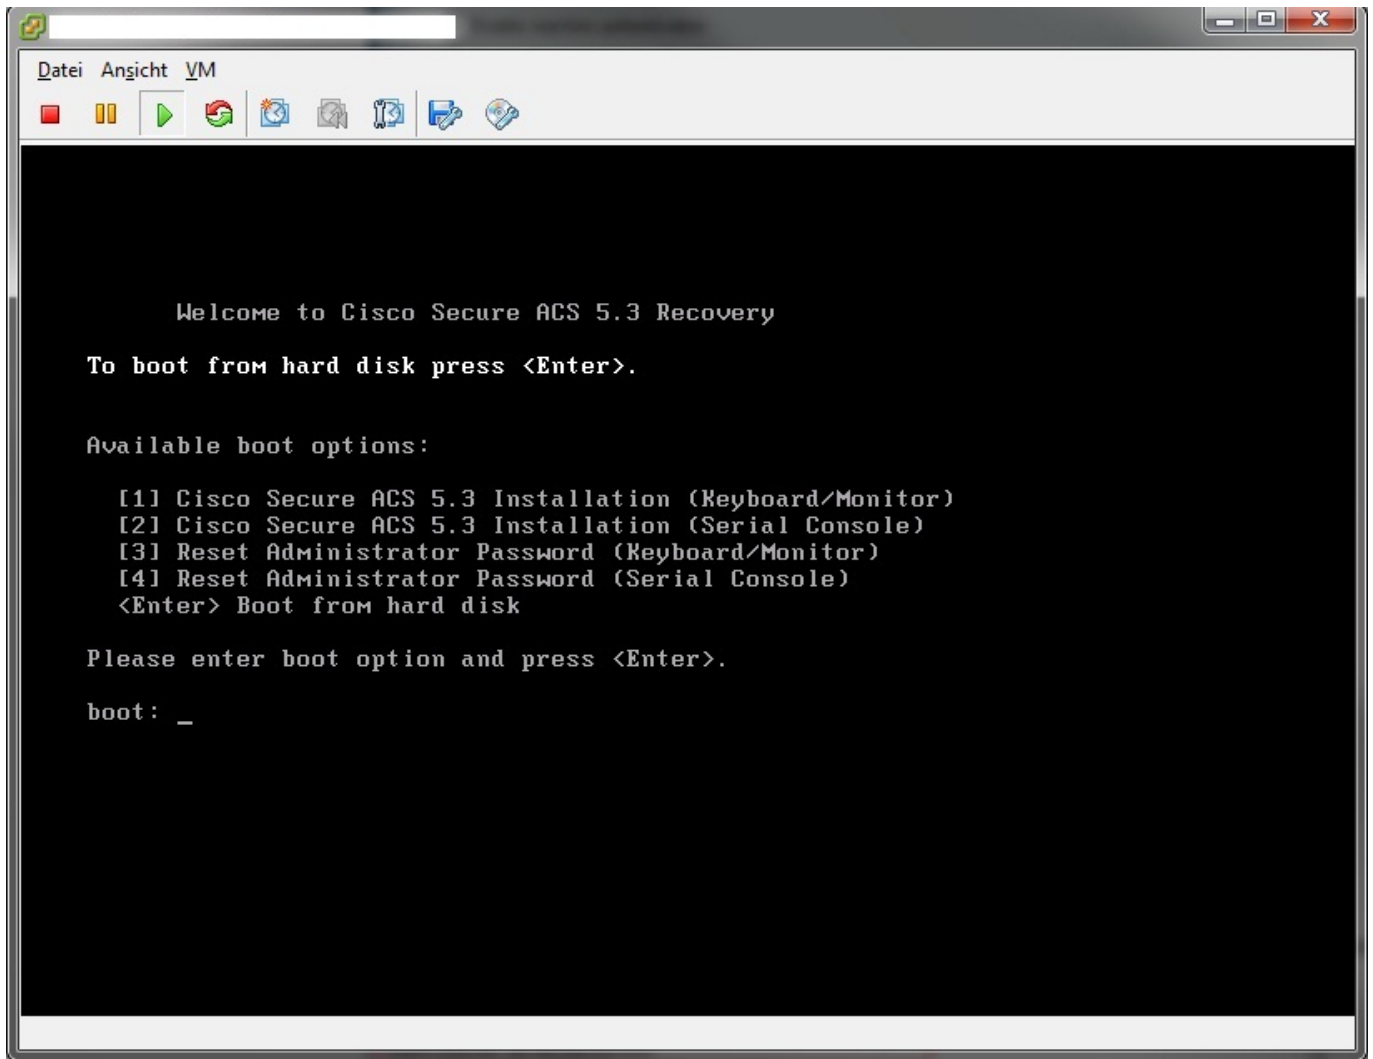 Datei Ansicht VM
Welcome to Cisco Secure ACS 5.3 Recovery
To boot from hard disk press <Enter>.
Available boot options:
[1] Cisco Secure ACS 5.3 Installation (Keyboard/Monitor)
[2] Cisco Secure ACS 5.3 Installation (Serial Console)
[3] Reset Administrator Password (Keyboard/Monitor)
[4] Reset Administrator Password (Serial Console)
<Enter> Boot from hard disk
Please enter boot option and press <Enter>.
boot: _